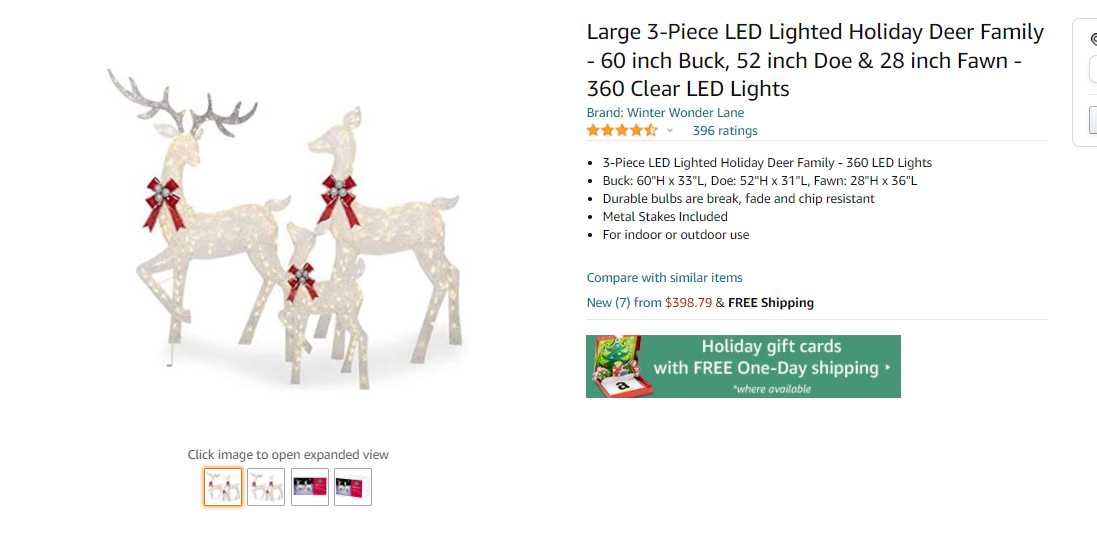 Large 3-Piece LED Lighted Holiday Deer Family
- 60 inch Buck, 52 inch Doe & 28 inch Fawn -
360 Clear LED Lights
Brand: Winter Wonder Lane
396 ratings
3-Piece LED Lighted Holiday Deer Family - 360 LED Lights
Buck: 60"H x 33"L, Doe: 52"H x 31"L, Fawn: 28"H x 36"L
Durable bulbs are break, fade and chip resistant
Metal Stakes Included
For indoor or outdoor use
Compare with similar items
New (7) from $398.79 & FREE Shipping
Holiday gift cards
with FREE One-Day shipping
*where available
a
Click image to open expanded view